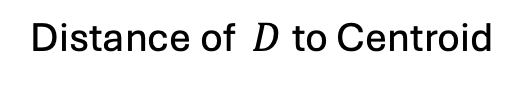 Distance of D to Centroid